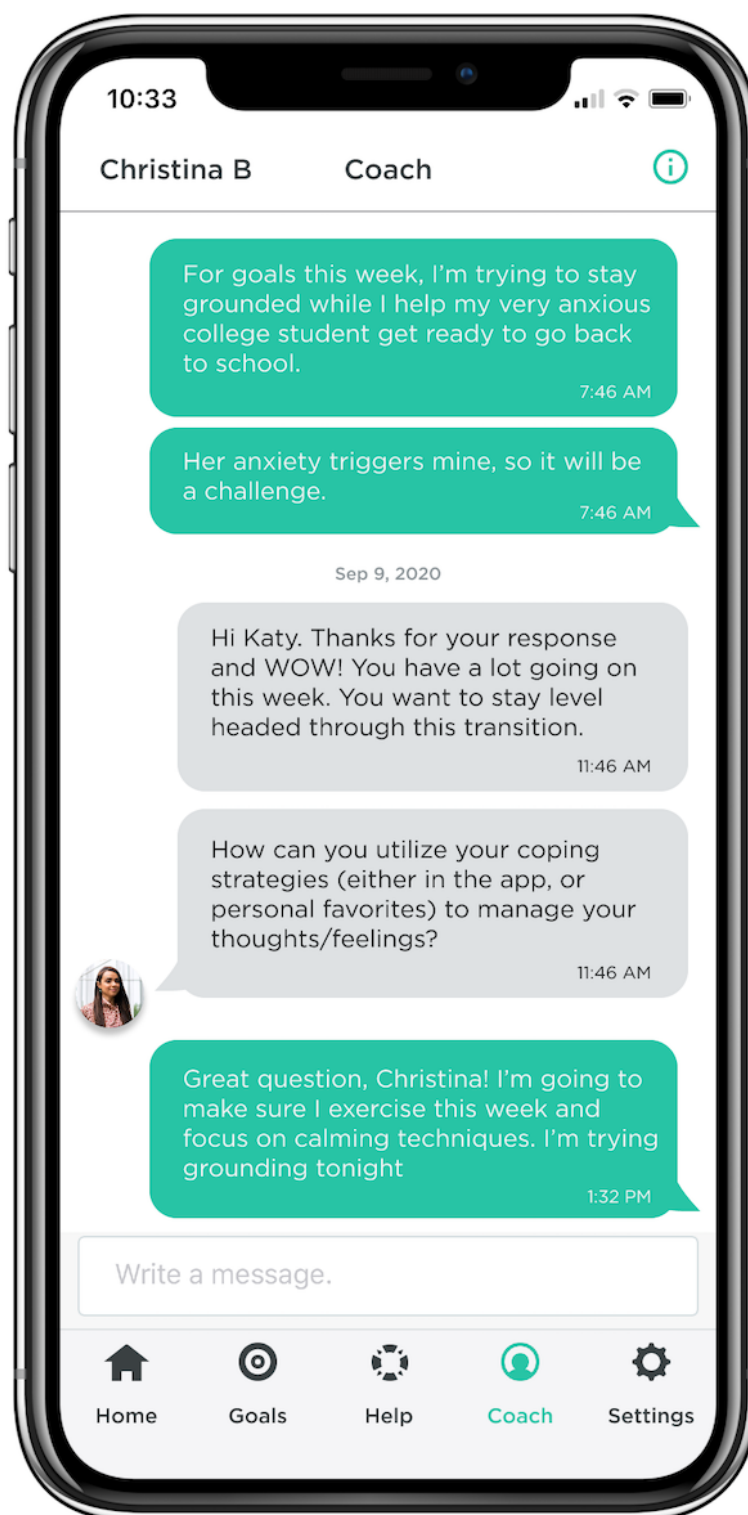 10:33
Christina B Coach
For goals this week, I'm trying to stay
grounded while I help my very anxious
college student get ready to go back
to school.
7:46 AM
Her anxiety triggers mine, so it will be
a challenge.
7:46 AM
Sep 9, 2020
Hi Katy. Thanks for your response
and WOW! You have a lot going on
this week. You want to stay level
headed through this transition.
11:46 AM
How can you utilize your coping
strategies (either in the app, or
personal favorites) to manage your
thoughts/feelings?
11:46 AM
Great question, Christina! I'm going to
make sure I exercise this week and
focus on calming techniques. I'm trying
grounding tonight
1:32 PM
Write a message.
Home Goals Help Coach Settings